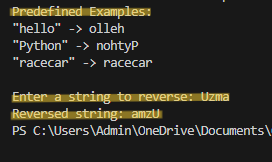 Predefined Examples:
"hello" -> olleh
"Python" -> nohtyP
"racecar" -> racecar
Enter a string to reverse: Uzma
Reversed string: amzU
PS C:\Users\Admin\OneDrive\Documents\